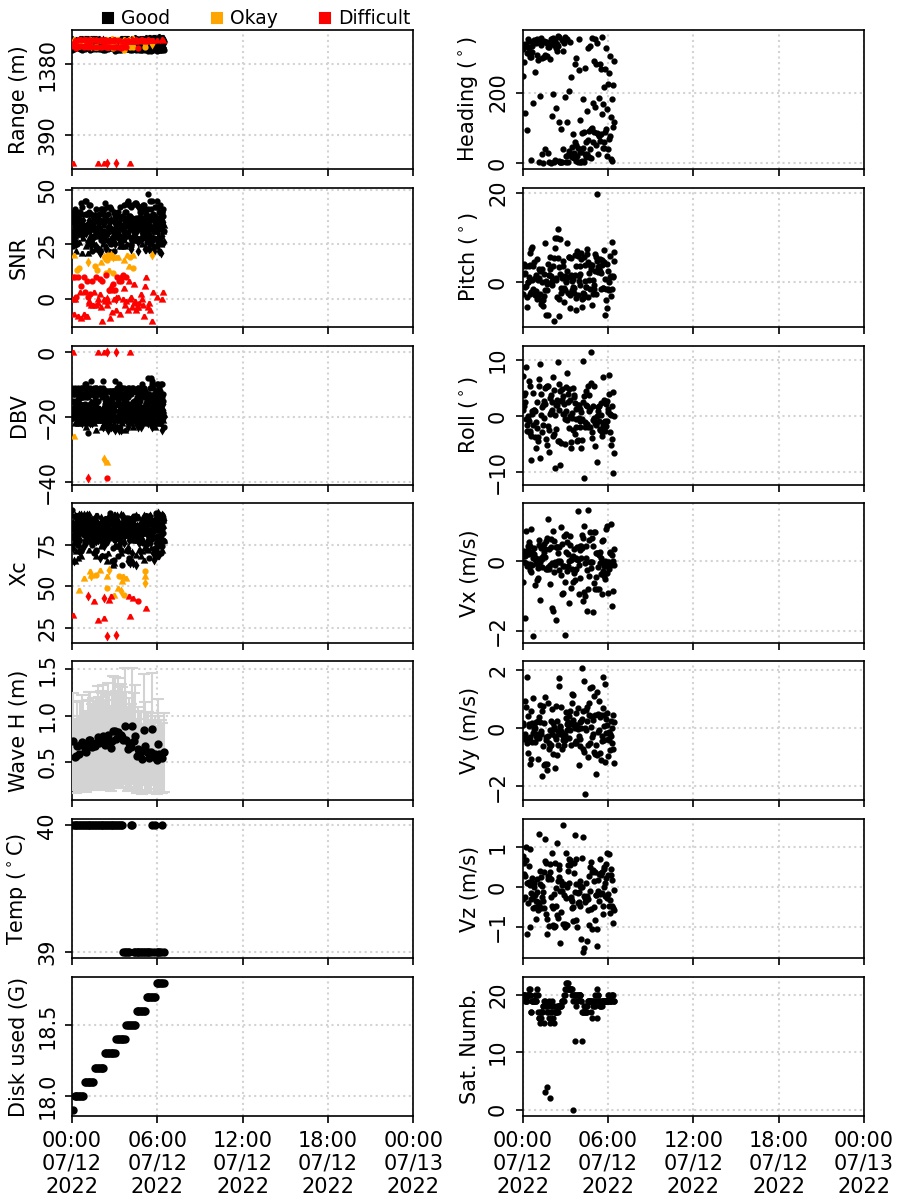 Good Okay Difficult
Range (m)
1380
390
Heading (°)
200
0
SNR
50
25
0
Pitch (°)
20
0
DBV
0
−20
−40
Roll (°)
10
0
−10
Xc
75
50
25
Vx (m/s)
0
−2
Wave H (m)
1.5
1.0
0.5
Vy (m/s)
2
0
−2
Temp (°C)
40
39
Vz (m/s)
1
0
−1
Disk used (G)
18.5
18.0
Sat. Numb.
20
10
0
00:00 06:00 12:00 18:00 00:00
07/12 07/12 07/12 07/12 07/13
2022 2022 2022 2022 2022
00:00 06:00 12:00 18:00 00:00
07/12 07/12 07/12 07/12 07/13
2022 2022 2022 2022 2022